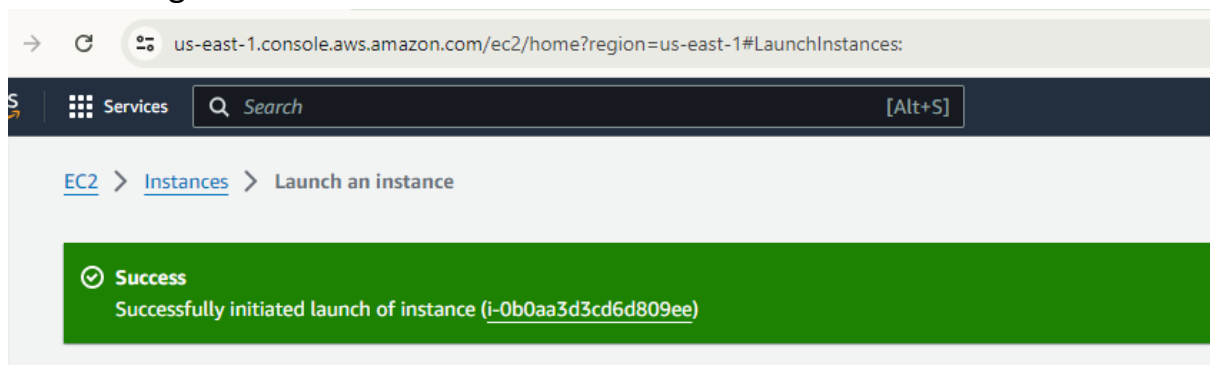 us-east-1.console.aws.amazon.com/ec2/home?region=us-east-1#LaunchInstances:
Services Search [Alt+S]
EC2 > Instances > Launch an instance
Success
Successfully initiated launch of instance (i-0b0aa3d3cd6d809ee)